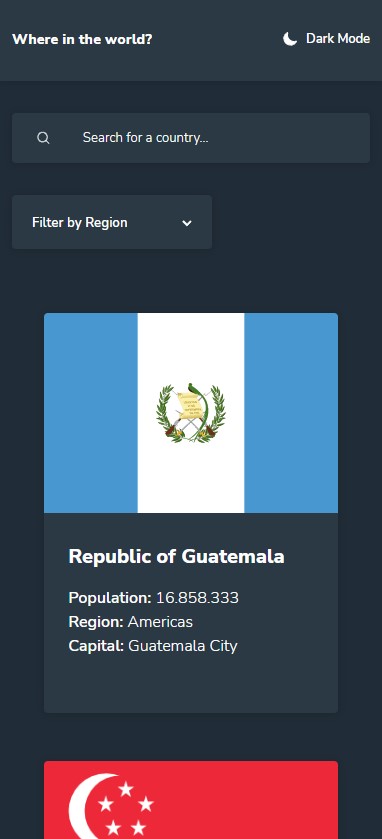 Where in the world?
Dark Mode
Search for a country...
Filter by Region
Republic of Guatemala
Population: 16.858.333
Region: Americas
Capital: Guatemala City